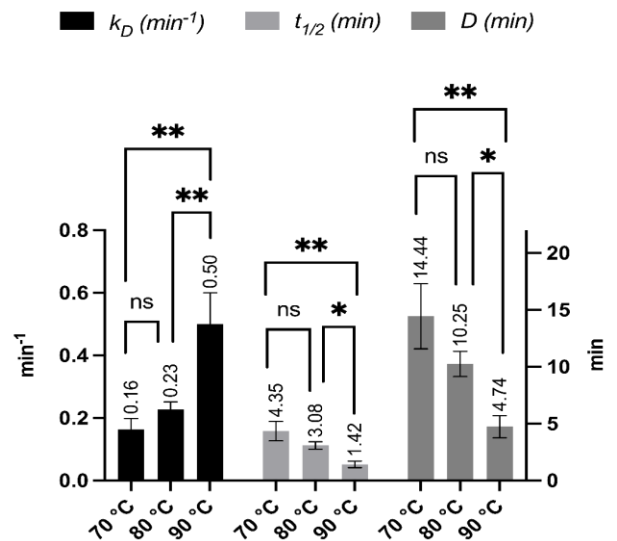 k_D (min⁻¹) t_1/2 (min) D (min)
**
** ns *
**
0.8 ** 20
0.6 ns * 15
0.4 ns 10
0.2 5
0.0 0
0.16 0.23 0.50 4.35 3.08 1.42 14.44 10.25 4.74
min⁻¹
min
70 °C 80 °C 90 °C 70 °C 80 °C 90 °C 70 °C 80 °C 90 °C